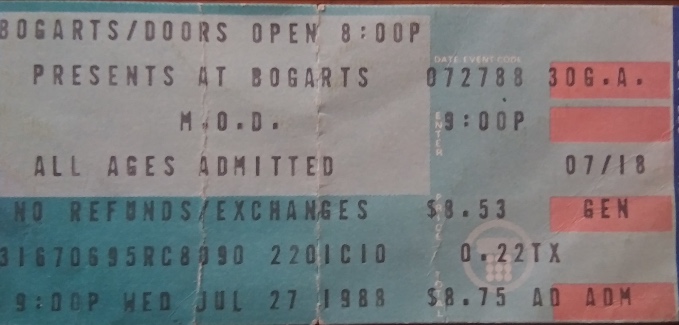 BOGARTS/DOORS OPEN 8:00P
DATE EVENT CODE
PRESENTS AT BOGARTS 072788 30G.A.
M.O.D. 9:00P
ENTER
ALL AGES ADMITTED 07/18
NO REFUNDS/EXCHANGES $8.53 GEN
31670695RC8090 220ICIO 0.22TX
9:00P WED JUL 27 1988 $8.75 AD ADM